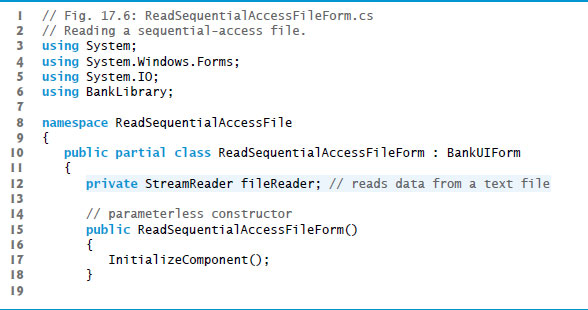 1 // Fig. 17.6: ReadSequentialAccessFileForm.cs
2 // Reading a sequential-access file.
3 using System;
4 using System.Windows.Forms;
5 using System.IO;
6 using BankLibrary;
7
8 namespace ReadSequentialAccessFile
9 {
10 public partial class ReadSequentialAccessFileForm : BankUIForm
11 {
12 private StreamReader fileReader; // reads data from a text file
13
14 // parameterless constructor
15 public ReadSequentialAccessFileForm()
16 {
17 InitializeComponent();
18 }
19